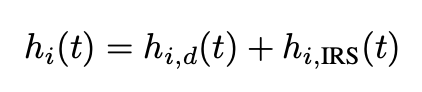 h_i(t) = h_{i,d}(t) + h_{i,IRS}(t)